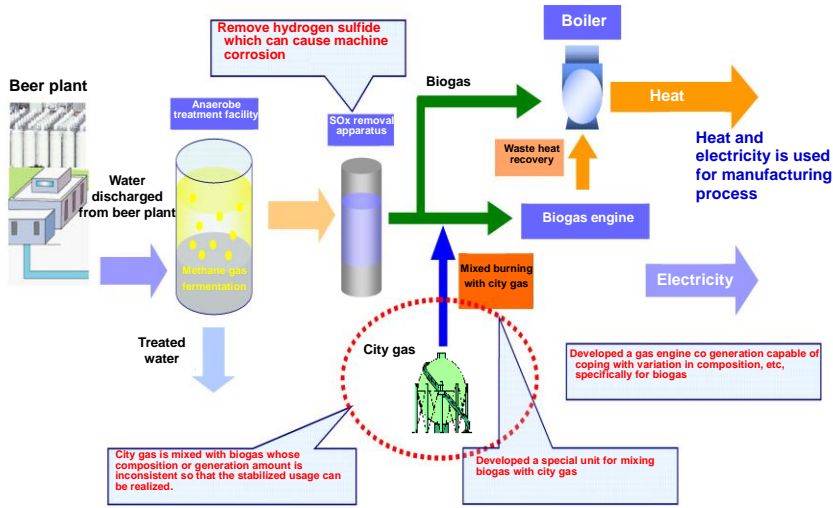 Remove hydrogen sulfide
which can cause machine
corrosion
Boiler
Beer plant
Anaerobe
treatment facility
SOx removal
apparatus
Biogas
Heat
Waste heat
recovery
Heat and
electricity is used
for manufacturing
process
Water
discharged
from beer plant
Biogas engine
Methane gas
fermentation
Mixed burning
with city gas
Electricity
Treated
water
City gas
Developed a gas engine co generation capable of
coping with variation in composition, etc,
specifically for biogas
City gas is mixed with biogas whose
composition or generation amount is
inconsistent so that the stabilized usage can
be realized.
Developed a special unit for mixing
biogas with city gas